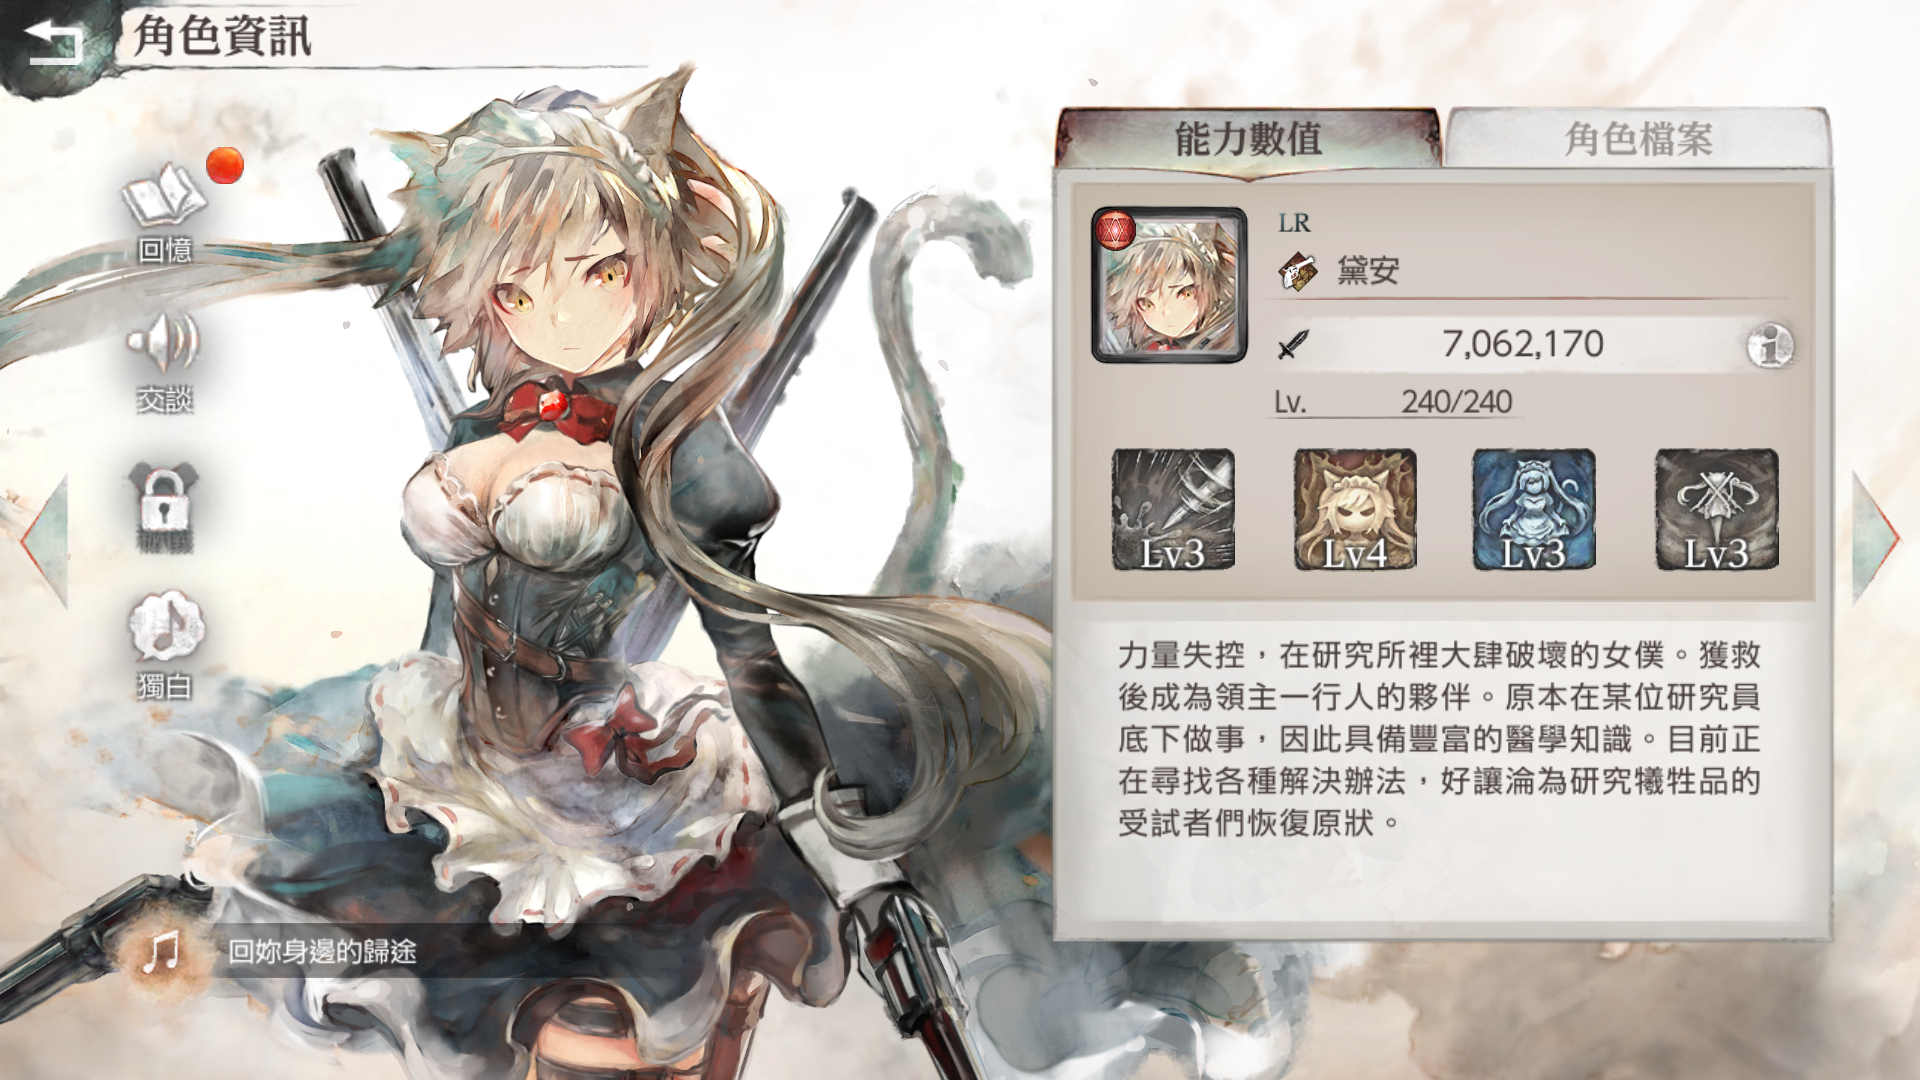 角色資訊
回憶
交談
獨白
回妳身邊的歸途
能力數值
角色檔案
LR
黛安
7,062,170
Lv. 240/240
Lv3
Lv4
Lv3
Lv3
力量失控，在研究所裡大肆破壞的女僕。獲救
後成為領主一行人的夥伴。原本在某位研究員
底下做事，因此具備豐富的醫學知識。目前正
在尋找各種解決辦法，好讓淪為研究犧牲品的
受試者們恢復原狀。